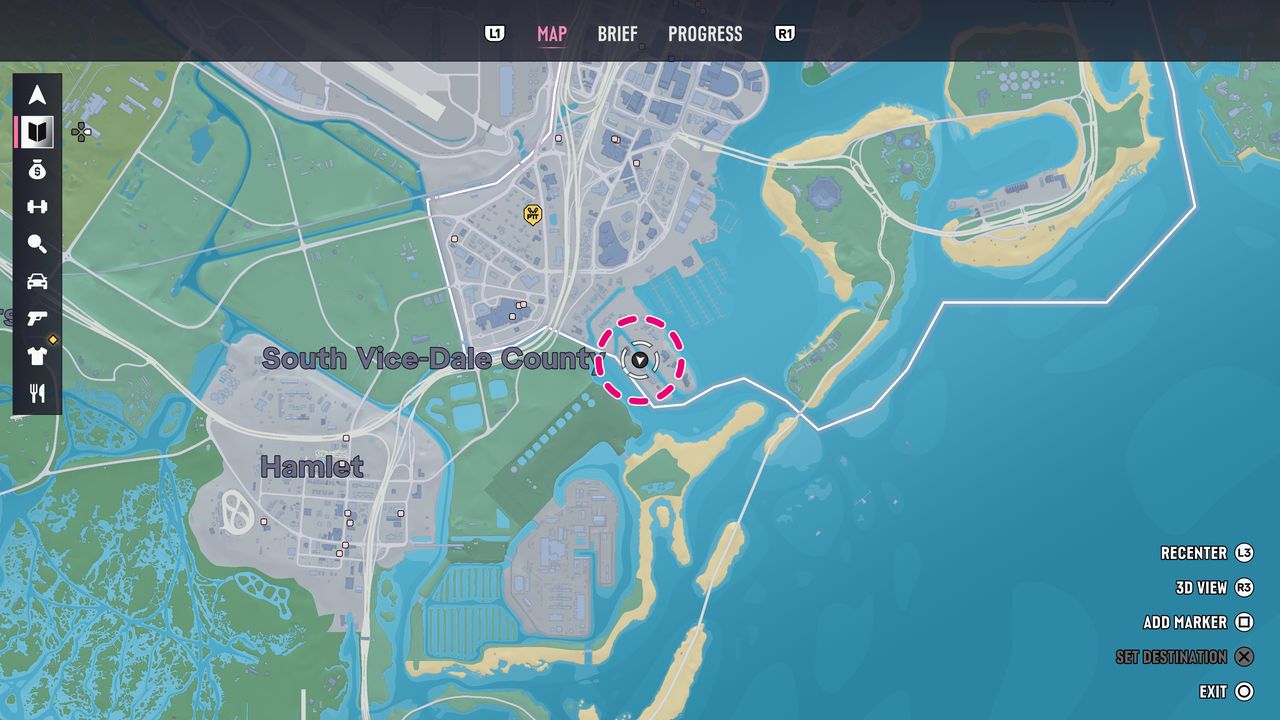 L1 MAP BRIEF PROGRESS R1
South Vice-Dale County
Hamlet
RECENTER L3
3D VIEW R3
ADD MARKER
SET DESTINATION
EXIT